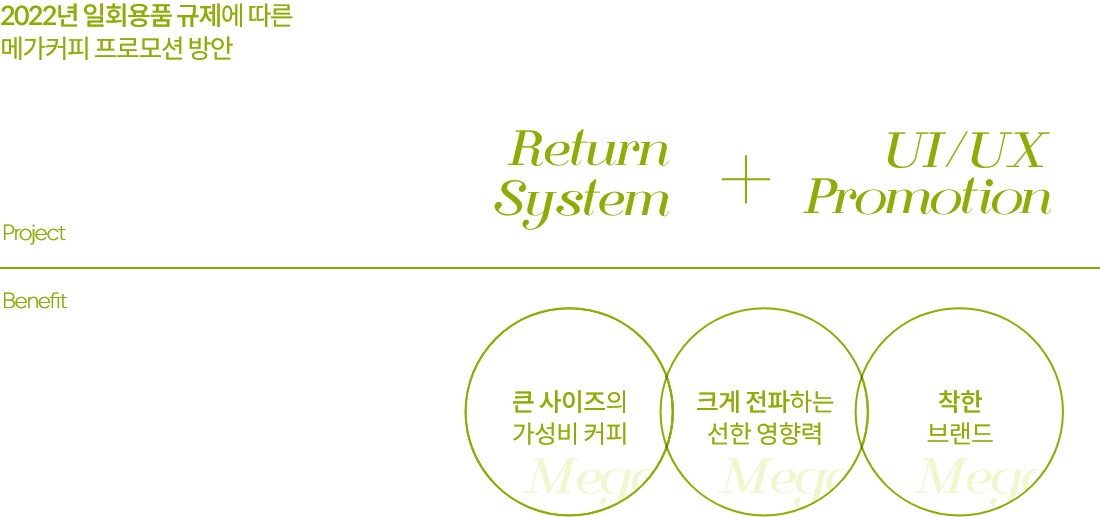 2022년 일회용품 규제에 따른
메가커피 프로모션 방안
Return
System
+
UI/UX
Promotion
Project
Benefit
큰 사이즈의
가성비 커피
Mega
크게 전파하는
선한 영향력
Mega
착한
브랜드
Mega